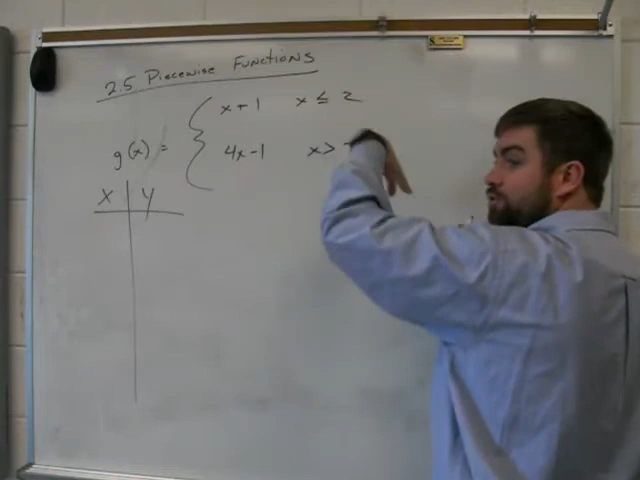 2.5 Piecewise Functions
x + 1 x ≤ 2
g(x) = {
4x - 1 x >
X Y